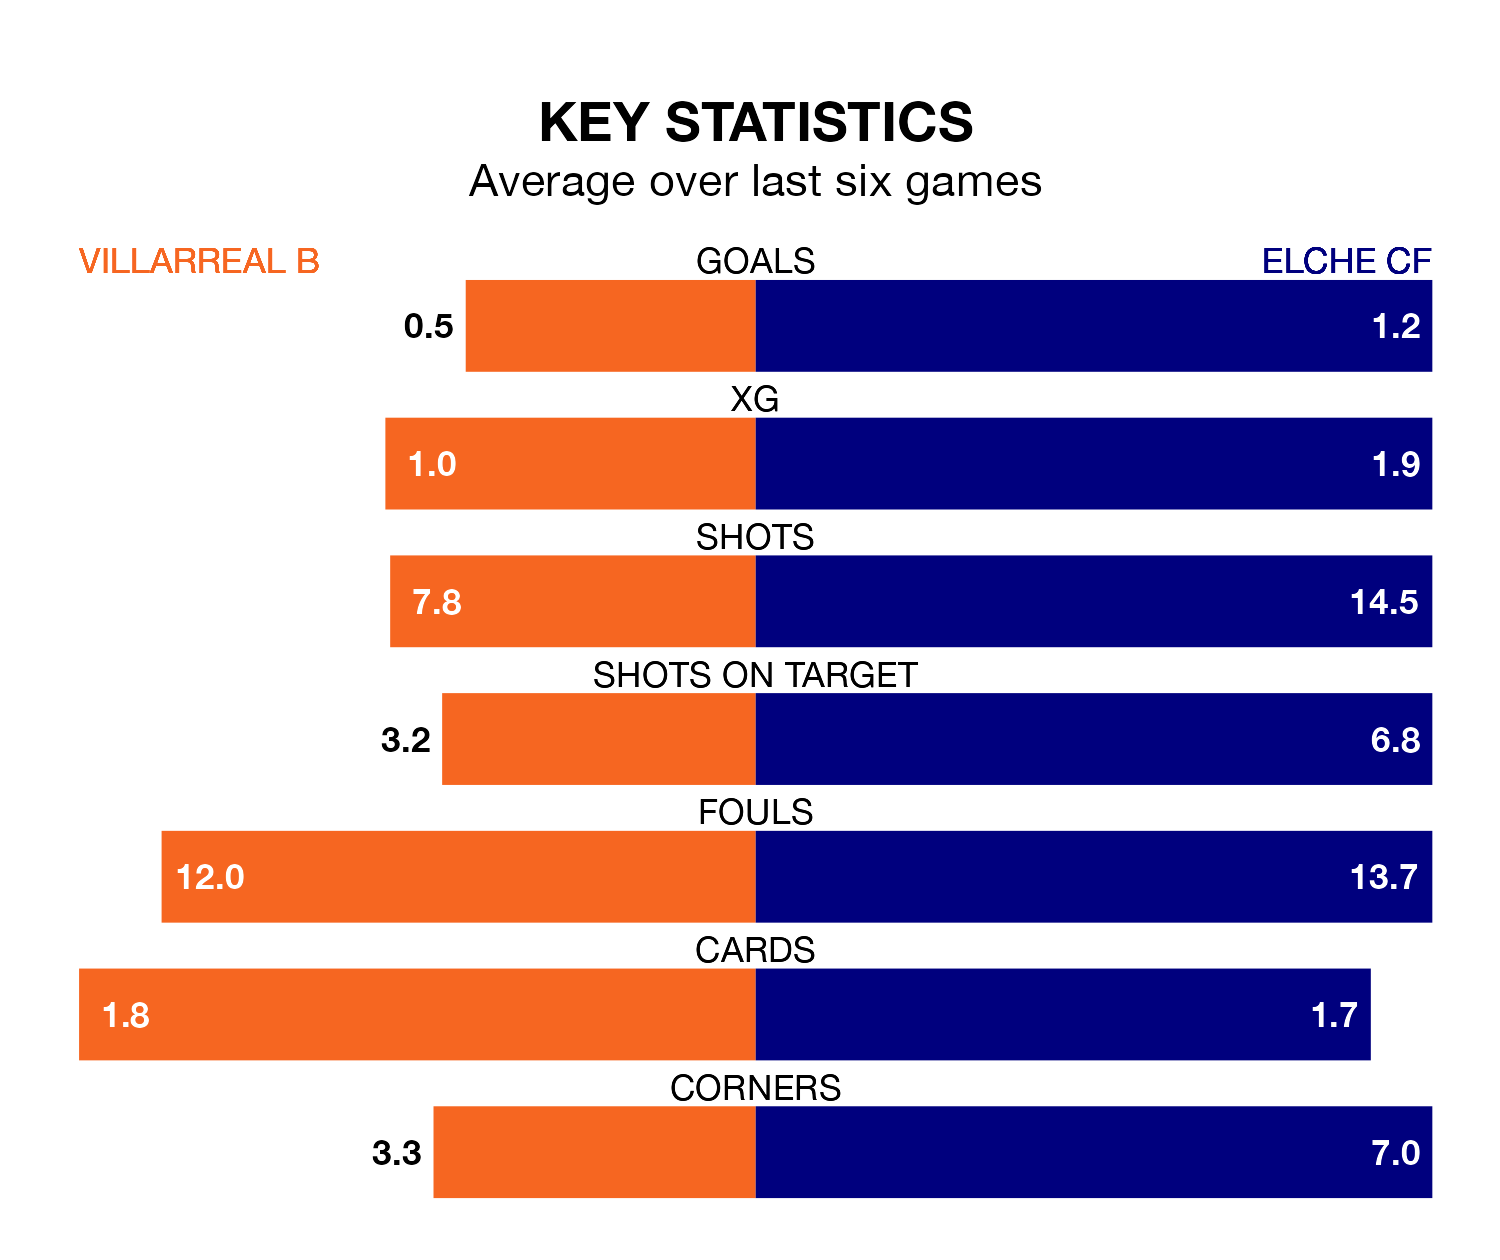 KEY STATISTICS
Average over last six games
VILLARREAL B GOALS ELCHE CF
0.5 1.2
XG
1.0 1.9
SHOTS
7.8 14.5
SHOTS ON TARGET
3.2 6.8
FOULS
12.0 13.7
CARDS
1.8 1.7
CORNERS
3.3 7.0